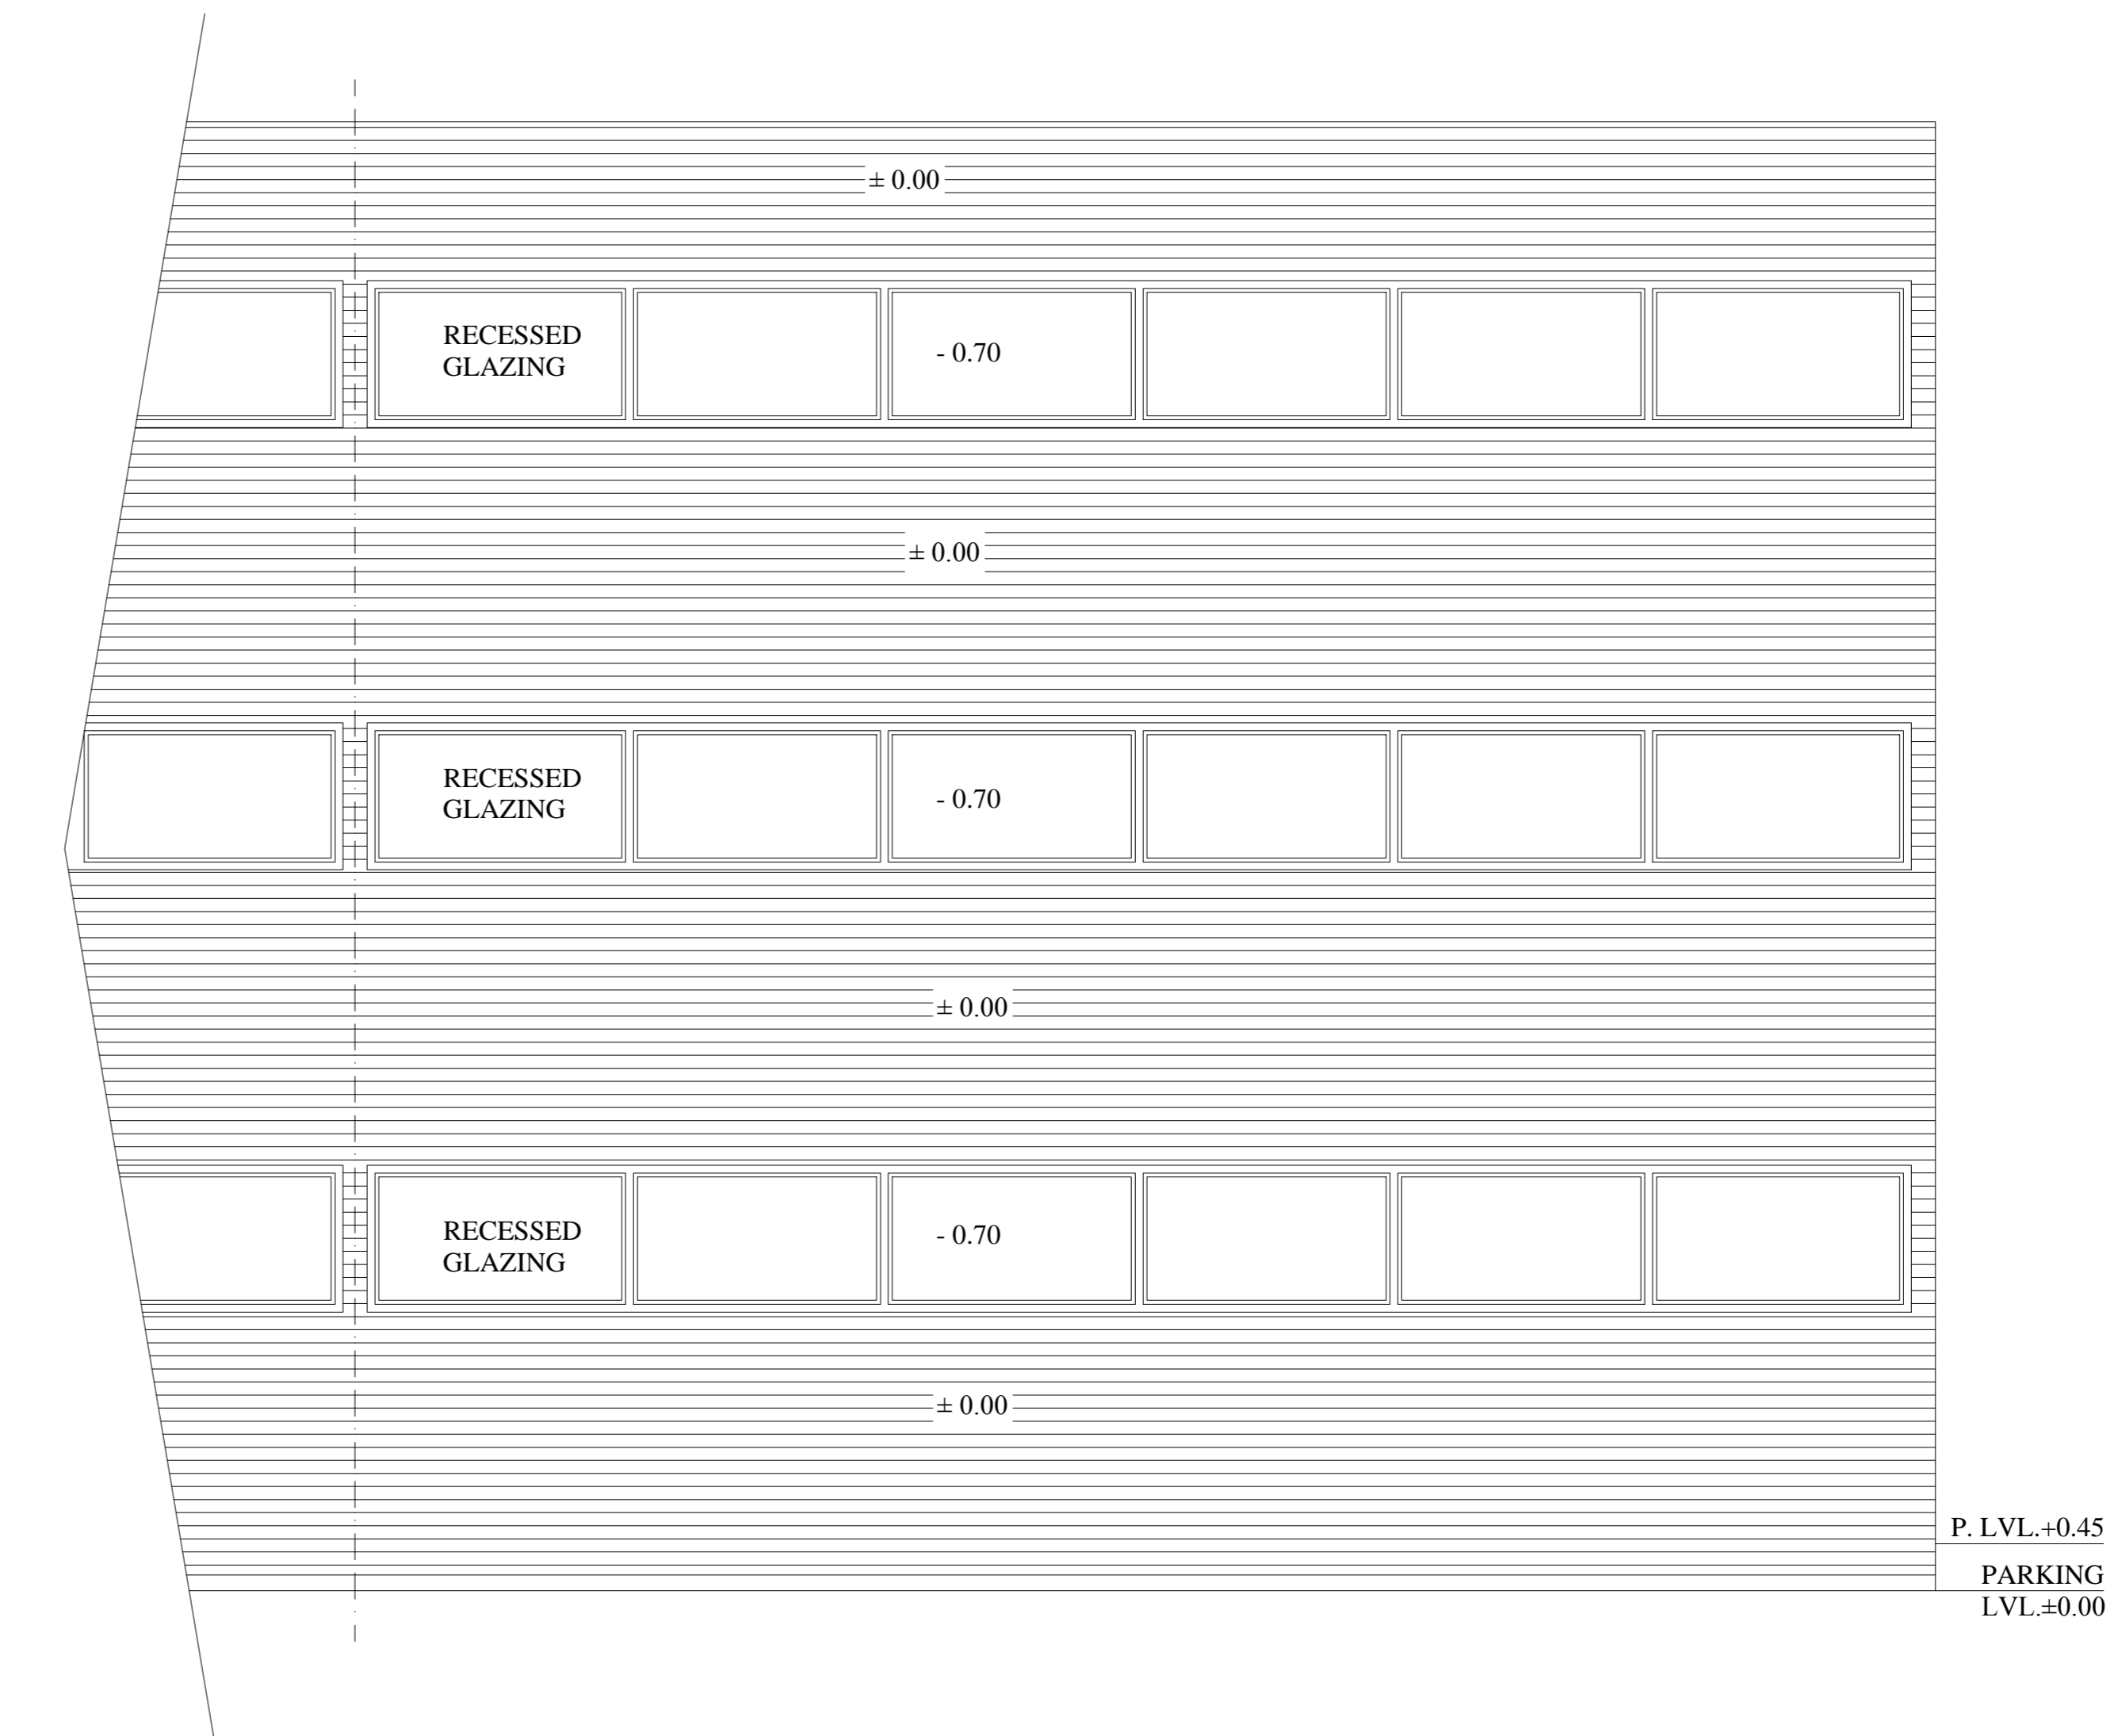 ± 0.00
RECESSED
GLAZING
- 0.70
± 0.00
RECESSED
GLAZING
- 0.70
± 0.00
RECESSED
GLAZING
- 0.70
± 0.00
P. LVL.+0.45
PARKING
LVL.±0.00